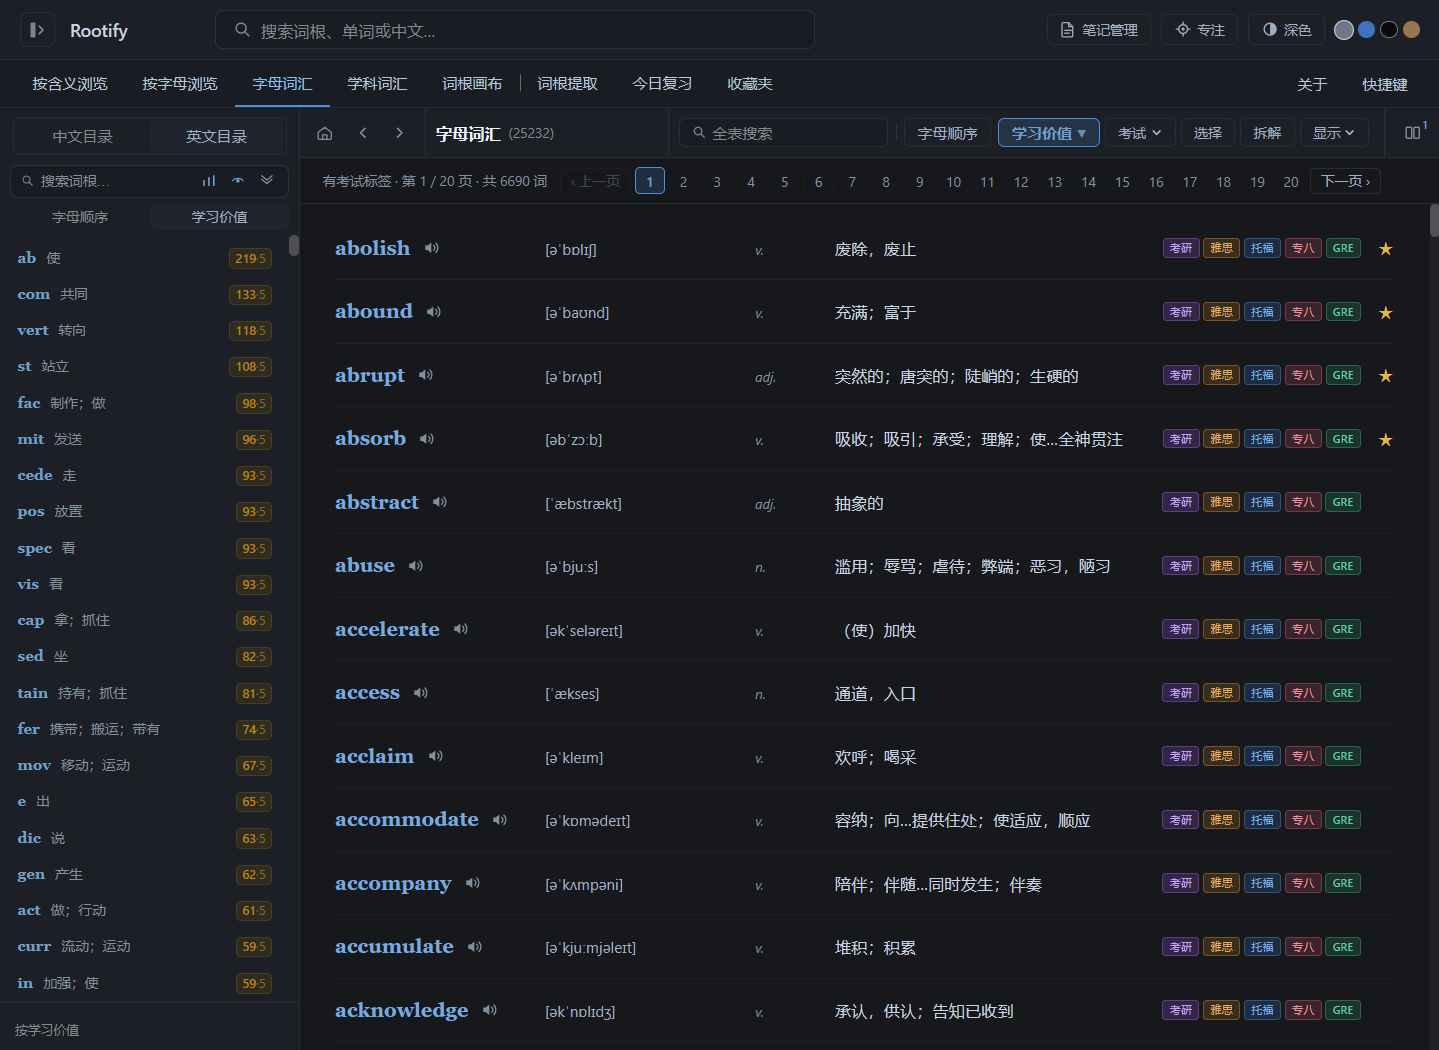 Rootify
搜索词根、单词或中文...
笔记管理
专注
深色
按含义浏览 按字母浏览 字母词汇 学科词汇 词根画布 词根提取 今日复习 收藏夹 关于 快捷键
中文目录 英文目录
搜索词根...
字母顺序 学习价值
ab 使 219·5
com 共同 133·5
vert 转向 118·5
st 站立 108·5
fac 制作；做 98·5
mit 发送 96·5
cede 走 93·5
pos 放置 93·5
spec 看 93·5
vis 看 93·5
cap 拿；抓住 86·5
sed 坐 82·5
tain 持有；抓住 81·5
fer 携带；搬运；带有 74·5
mov 移动；运动 67·5
e 出 65·5
dic 说 63·5
gen 产生 62·5
act 做；行动 61·5
curr 流动；运动 59·5
in 加强；使 59·5
按学习价值
字母词汇 (25232)
全表搜索
字母顺序 学习价值 ▼ 考试 选择 拆解 显示 1
有考试标签 · 第 1 / 20 页 · 共 6690 词 ‹ 上一页 1 2 3 4 5 6 7 8 9 10 11 12 13 14 15 16 17 18 19 20 下一页 ›
abolish [əˈbɒlɪʃ] v. 废除，废止 考研 雅思 托福 专八 GRE ★
abound [əˈbaʊnd] v. 充满；富于 考研 雅思 托福 专八 GRE ★
abrupt [əˈbrʌpt] adj. 突然的；唐突的；陡峭的；生硬的 考研 雅思 托福 专八 GRE ★
absorb [əbˈzɔːb] v. 吸收；吸引；承受；理解；使...全神贯注 考研 雅思 托福 专八 GRE ★
abstract [ˈæbstrækt] adj. 抽象的 考研 雅思 托福 专八 GRE
abuse [əˈbjuːs] n. 滥用；辱骂；虐待；弊端；恶习，陋习 考研 雅思 托福 专八 GRE
accelerate [əkˈseləreɪt] v. （使）加快 考研 雅思 托福 专八 GRE
access [ˈækses] n. 通道，入口 考研 雅思 托福 专八 GRE
acclaim [əˈkleɪm] v. 欢呼；喝采 考研 雅思 托福 专八 GRE
accommodate [əˈkɒmədeɪt] v. 容纳；向...提供住处；使适应，顺应 考研 雅思 托福 专八 GRE
accompany [əˈkʌmpəni] v. 陪伴；伴随...同时发生；伴奏 考研 雅思 托福 专八 GRE
accumulate [əˈkjuːmjəleɪt] v. 堆积；积累 考研 雅思 托福 专八 GRE
acknowledge [əkˈnɒlɪdʒ] v. 承认，供认；告知已收到 考研 雅思 托福 专八 GRE